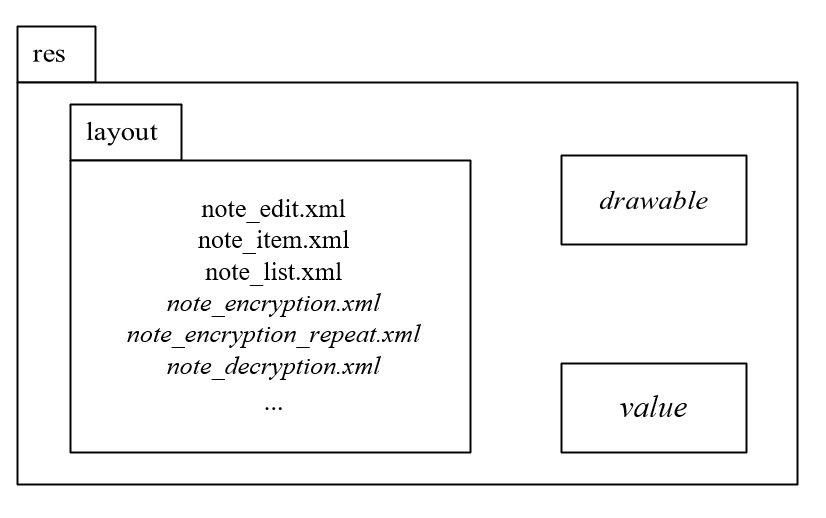 res
layout
note_edit.xml
note_item.xml
note_list.xml
note_encryption.xml
note_encryption_repeat.xml
note_decryption.xml
...
drawable
value